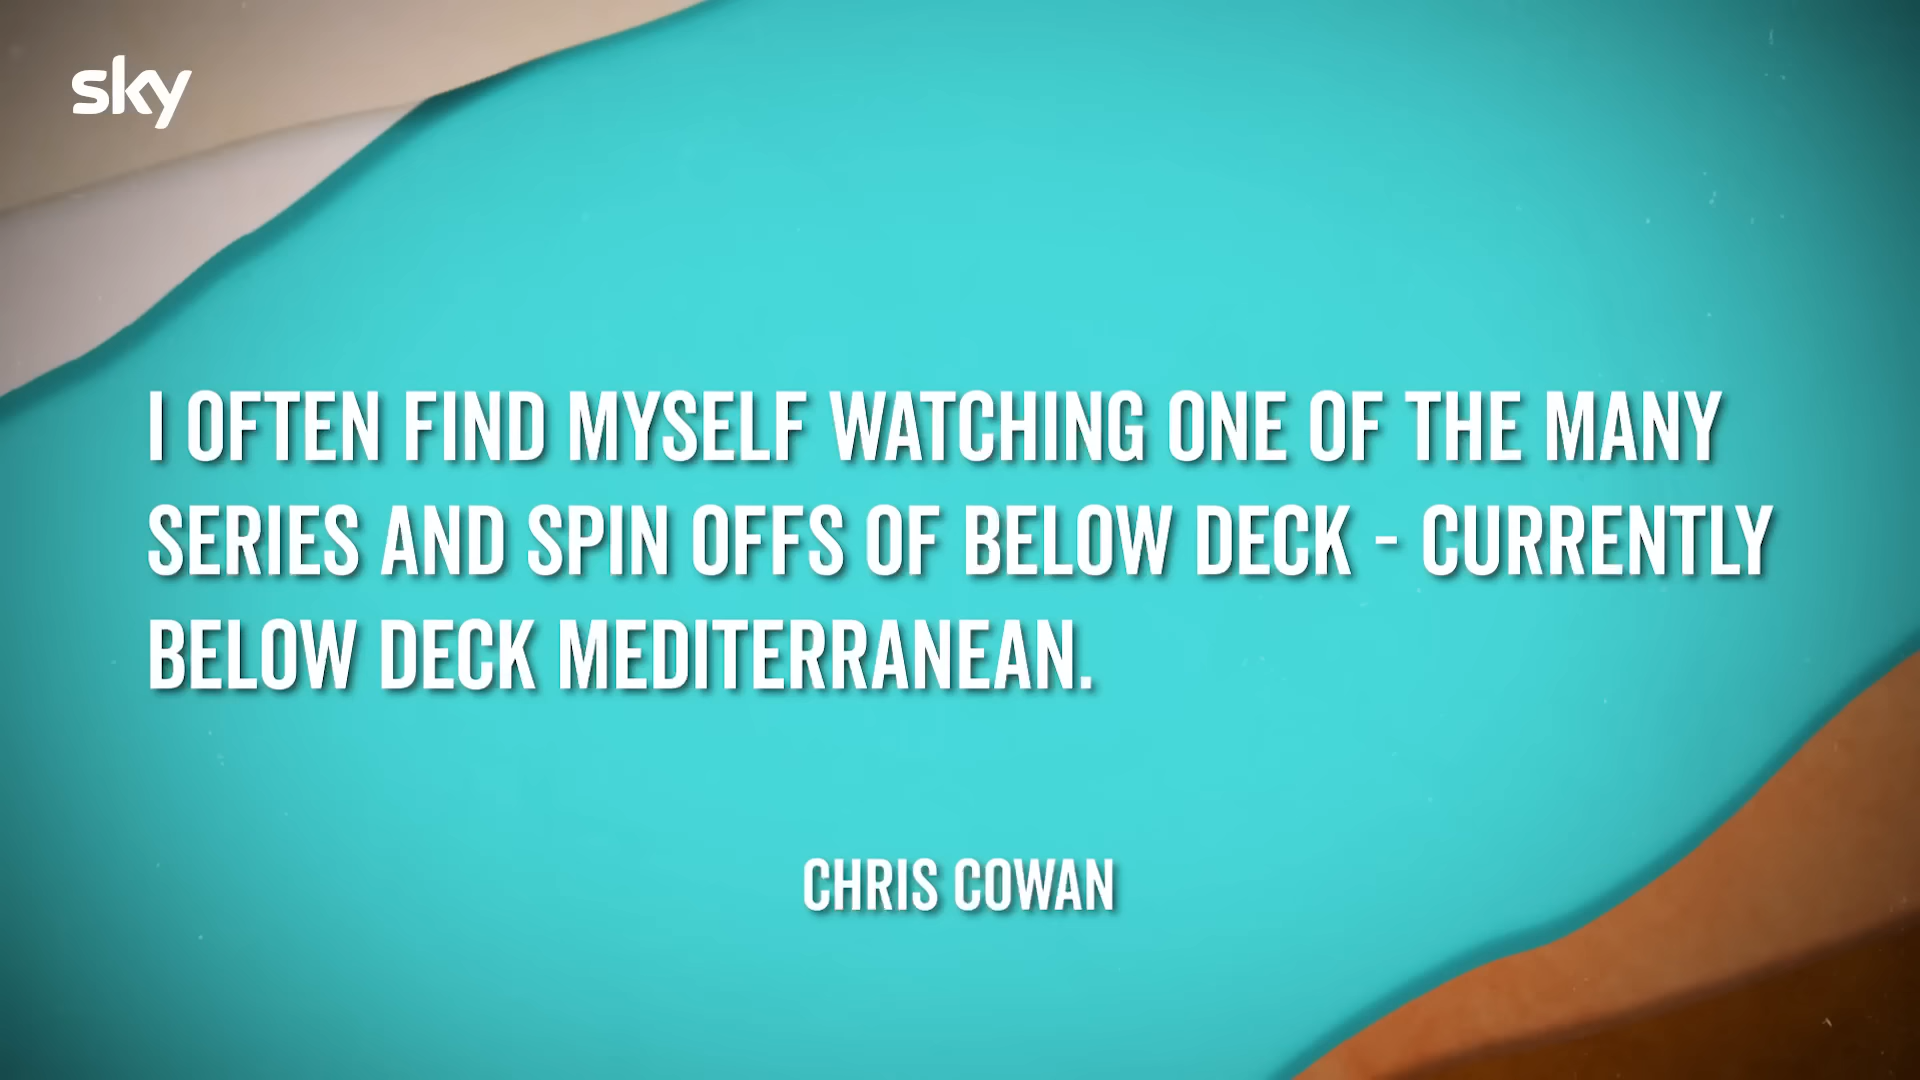 sky
I OFTEN FIND MYSELF WATCHING ONE OF THE MANY
SERIES AND SPIN OFFS OF BELOW DECK - CURRENTLY
BELOW DECK MEDITERRANEAN.
CHRIS COWAN